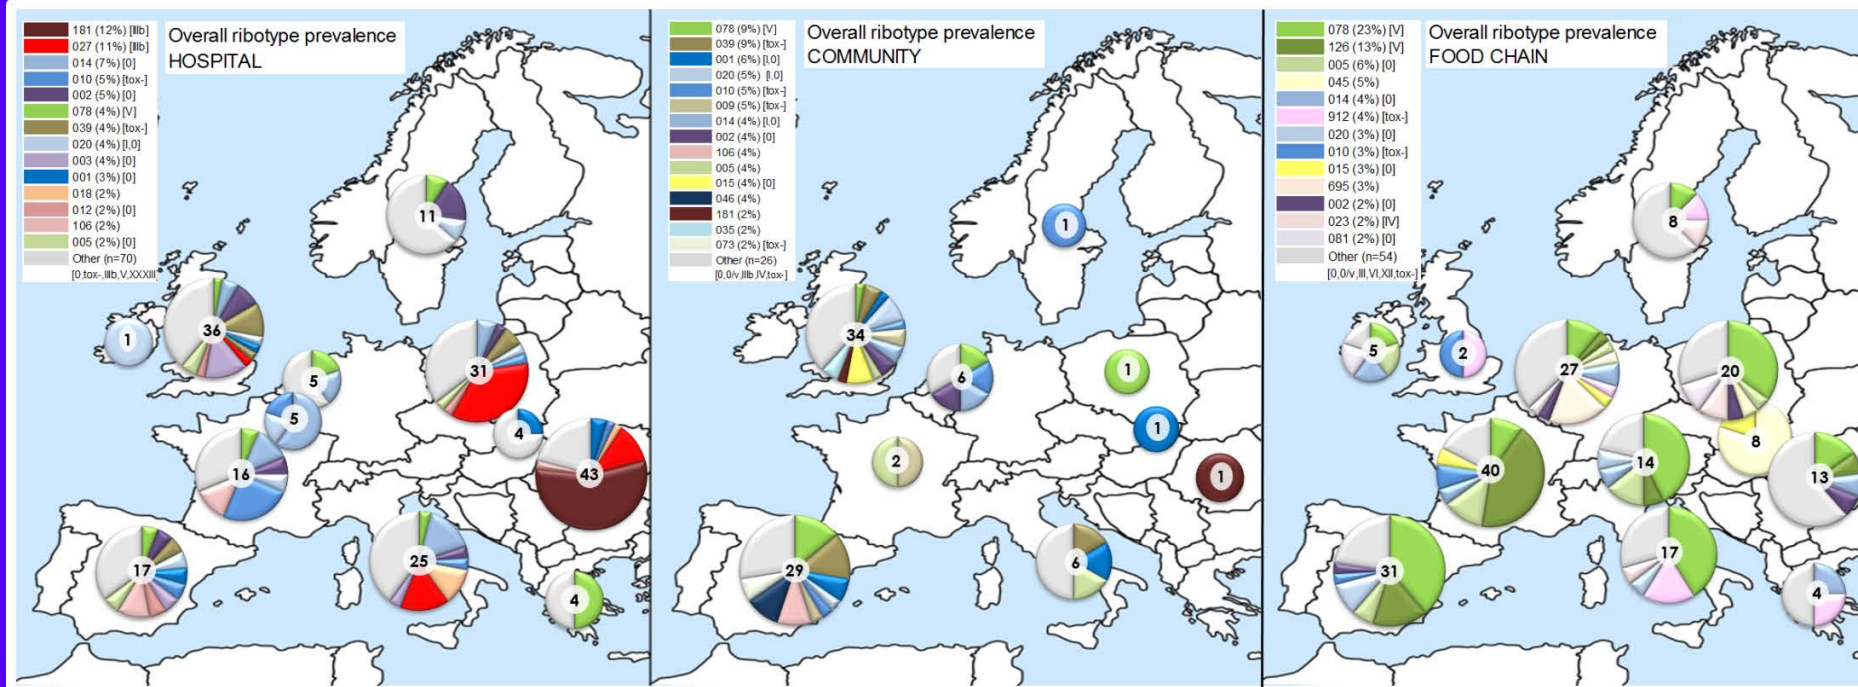 181 (12%) [IIIb]
027 (11%) [IIIb]
014 (7%) [0]
010 (5%) [tox-]
002 (5%) [0]
078 (4%) [V]
039 (4%) [tox-]
020 (4%) [I,0]
003 (4%) [0]
001 (3%) [0]
018 (2%)
012 (2%) [0]
106 (2%)
005 (2%) [0]
Other (n=70)
[0,tox-,IIIb,V,XXXIII]
Overall ribotype prevalence
HOSPITAL
11
36
1
5
31
5
4
43
16
17
25
4
078 (9%) [V]
039 (9%) [tox-]
001 (6%) [I,0]
020 (5%) [I,0]
010 (5%) [tox-]
009 (5%) [tox-]
014 (4%) [I,0]
002 (4%) [0]
106 (4%)
005 (4%)
015 (4%) [0]
046 (4%)
181 (2%)
035 (2%)
073 (2%) [tox-]
Other (n=26)
[0,0/v,IIIb,IV,tox-]
Overall ribotype prevalence
COMMUNITY
1
34
6
1
1
2
1
29
6
078 (23%) [V]
126 (13%) [V]
005 (6%) [0]
045 (5%)
014 (4%) [0]
912 (4%) [tox-]
020 (3%) [0]
010 (3%) [tox-]
015 (3%) [0]
695 (3%)
002 (2%) [0]
023 (2%) [IV]
081 (2%) [0]
Other (n=54)
[0,0/v,III,VI,XII,tox-]
Overall ribotype prevalence
FOOD CHAIN
8
5
2
27
20
8
40
14
13
31
17
4